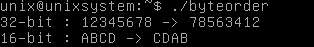 unix@unixsystem:~$ ./byteorder
32-bit : 12345678 -> 78563412
16-bit : ABCD -> CDAB